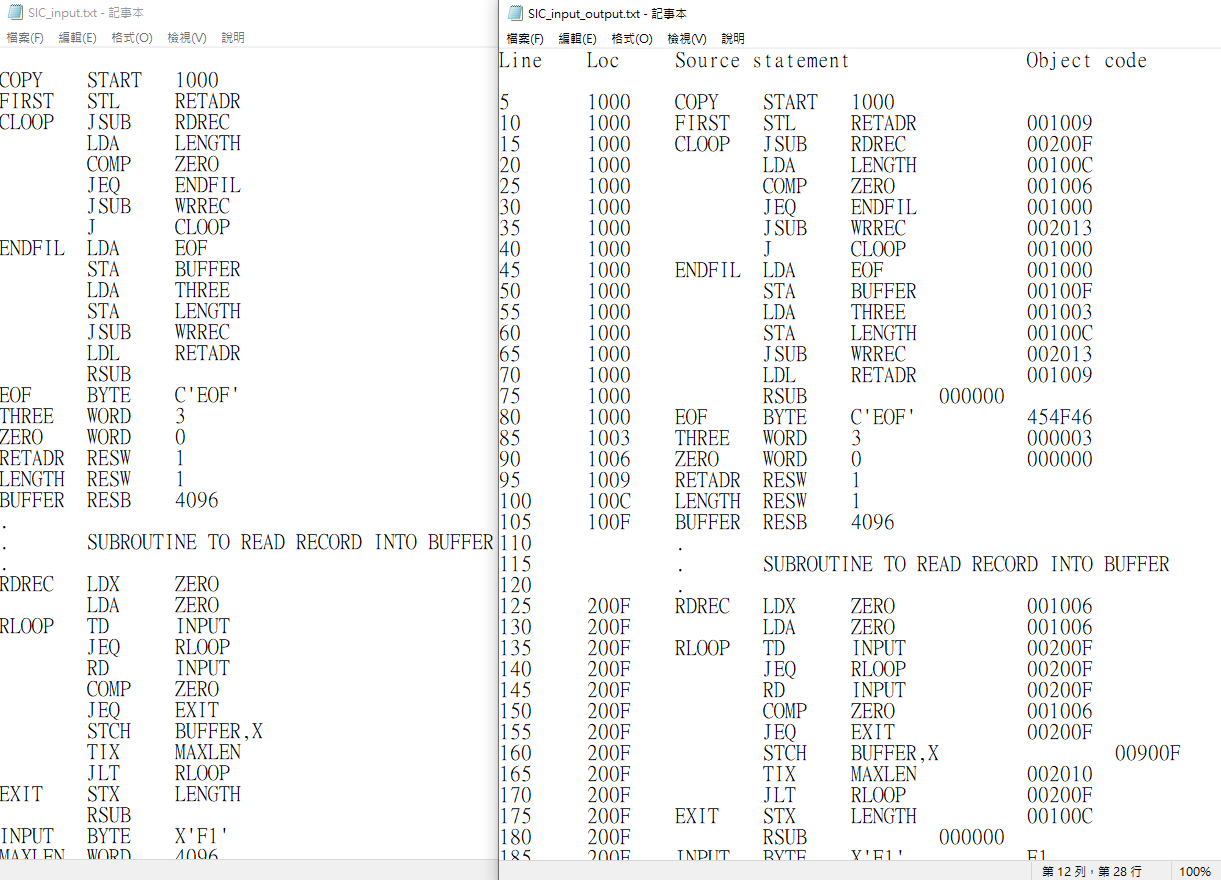 SIC_input.txt - 記事本
檔案(F) 編輯(E) 格式(O) 檢視(V) 說明
COPY START 1000
FIRST STL RETADR
CLOOP JSUB RDREC
LDA LENGTH
COMP ZERO
JEQ ENDFIL
JSUB WRREC
J CLOOP
ENDFIL LDA EOF
STA BUFFER
LDA THREE
STA LENGTH
JSUB WRREC
LDL RETADR
RSUB
EOF BYTE C'EOF'
THREE WORD 3
ZERO WORD 0
RETADR RESW 1
LENGTH RESW 1
BUFFER RESB 4096
.
. SUBROUTINE TO READ RECORD INTO BUFFER
.
RDREC LDX ZERO
LDA ZERO
RLOOP TD INPUT
JEQ RLOOP
RD INPUT
COMP ZERO
JEQ EXIT
STCH BUFFER,X
TIX MAXLEN
JLT RLOOP
EXIT STX LENGTH
RSUB
INPUT BYTE X'F1'
MAXLEN WORD 4096
SIC_input_output.txt - 記事本
檔案(F) 編輯(E) 格式(O) 檢視(V) 說明
Line Loc Source statement Object code
5 1000 COPY START 1000
10 1000 FIRST STL RETADR 001009
15 1000 CLOOP JSUB RDREC 00200F
20 1000 LDA LENGTH 00100C
25 1000 COMP ZERO 001006
30 1000 JEQ ENDFIL 001000
35 1000 JSUB WRREC 002013
40 1000 J CLOOP 001000
45 1000 ENDFIL LDA EOF 001000
50 1000 STA BUFFER 00100F
55 1000 LDA THREE 001003
60 1000 STA LENGTH 00100C
65 1000 JSUB WRREC 002013
70 1000 LDL RETADR 001009
75 1000 RSUB 000000
80 1000 EOF BYTE C'EOF' 454F46
85 1003 THREE WORD 3 000003
90 1006 ZERO WORD 0 000000
95 1009 RETADR RESW 1
100 100C LENGTH RESW 1
105 100F BUFFER RESB 4096
110 .
115 . SUBROUTINE TO READ RECORD INTO BUFFER
120 .
125 200F RDREC LDX ZERO 001006
130 200F LDA ZERO 001006
135 200F RLOOP TD INPUT 00200F
140 200F JEQ RLOOP 00200F
145 200F RD INPUT 00200F
150 200F COMP ZERO 001006
155 200F JEQ EXIT 00200F
160 200F STCH BUFFER,X 00900F
165 200F TIX MAXLEN 002010
170 200F JLT RLOOP 00200F
175 200F EXIT STX LENGTH 00100C
180 200F RSUB 000000
185 200F INPUT BYTE X'F1' F1
第 12 列，第 28 行 100%